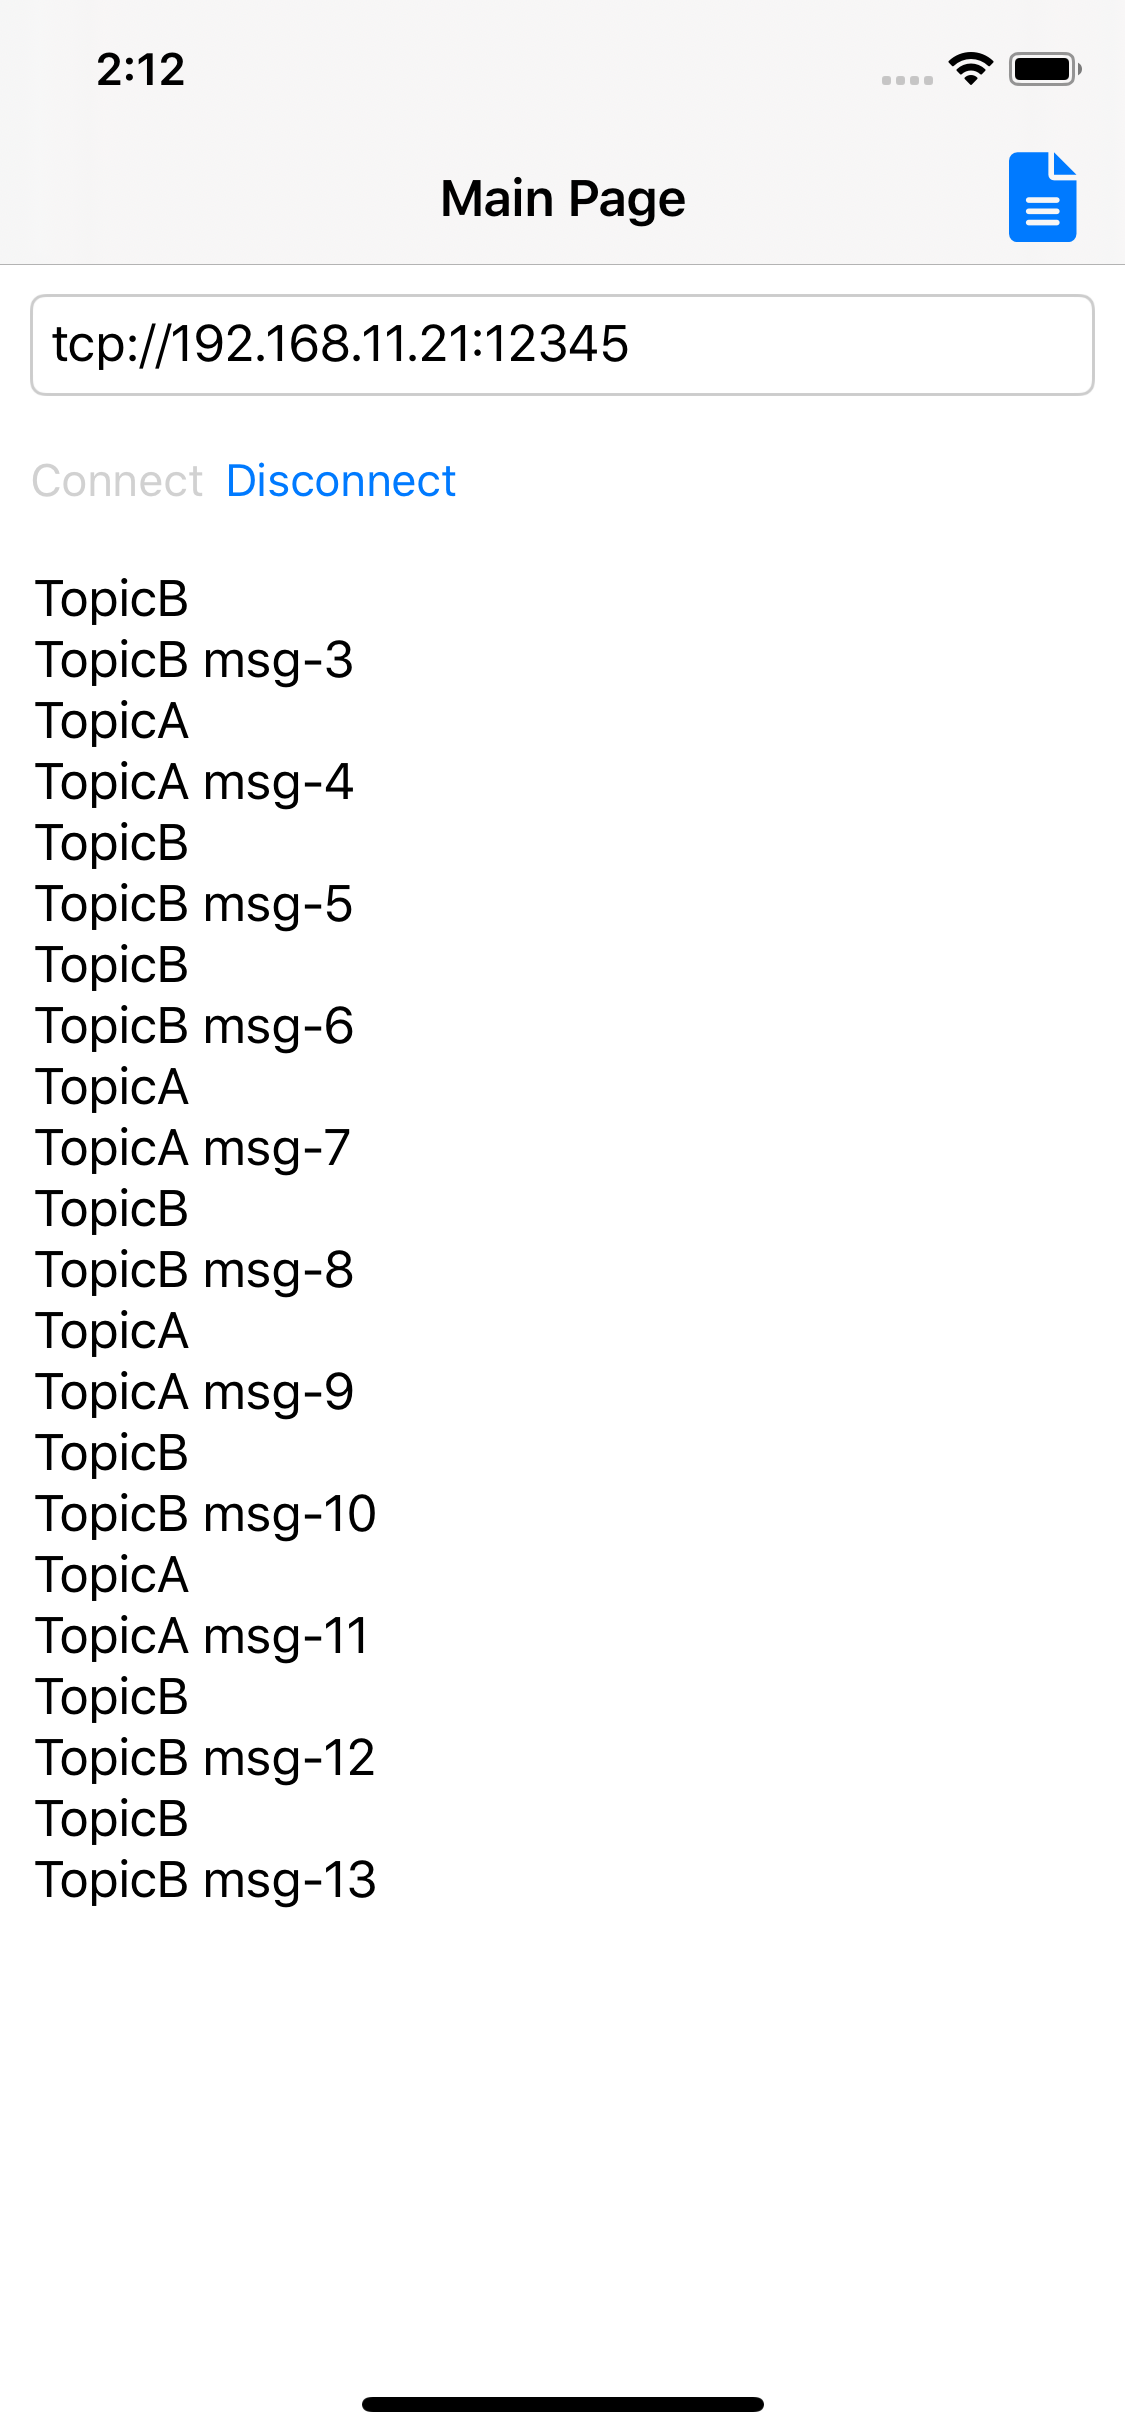 2:12
Main Page
tcp://192.168.11.21:12345
Connect Disconnect
TopicB
TopicB msg-3
TopicA
TopicA msg-4
TopicB
TopicB msg-5
TopicB
TopicB msg-6
TopicA
TopicA msg-7
TopicB
TopicB msg-8
TopicA
TopicA msg-9
TopicB
TopicB msg-10
TopicA
TopicA msg-11
TopicB
TopicB msg-12
TopicB
TopicB msg-13